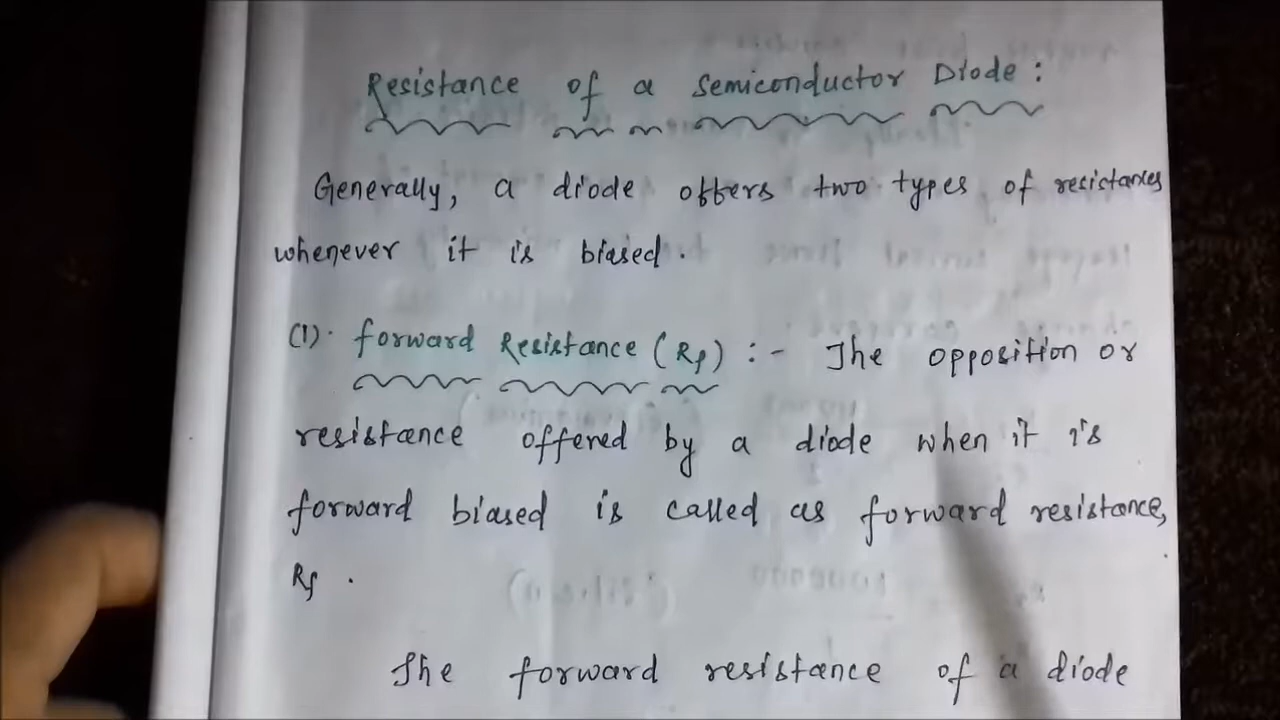 Resistance of a Semiconductor Diode:
Generally, a diode offers two types of resistances
whenever it is biased.
(1). forward Resistance (Rf) :- The opposition or
resistance offered by a diode when it is
forward biased is called as forward resistance,
Rf.
The forward resistance of a diode